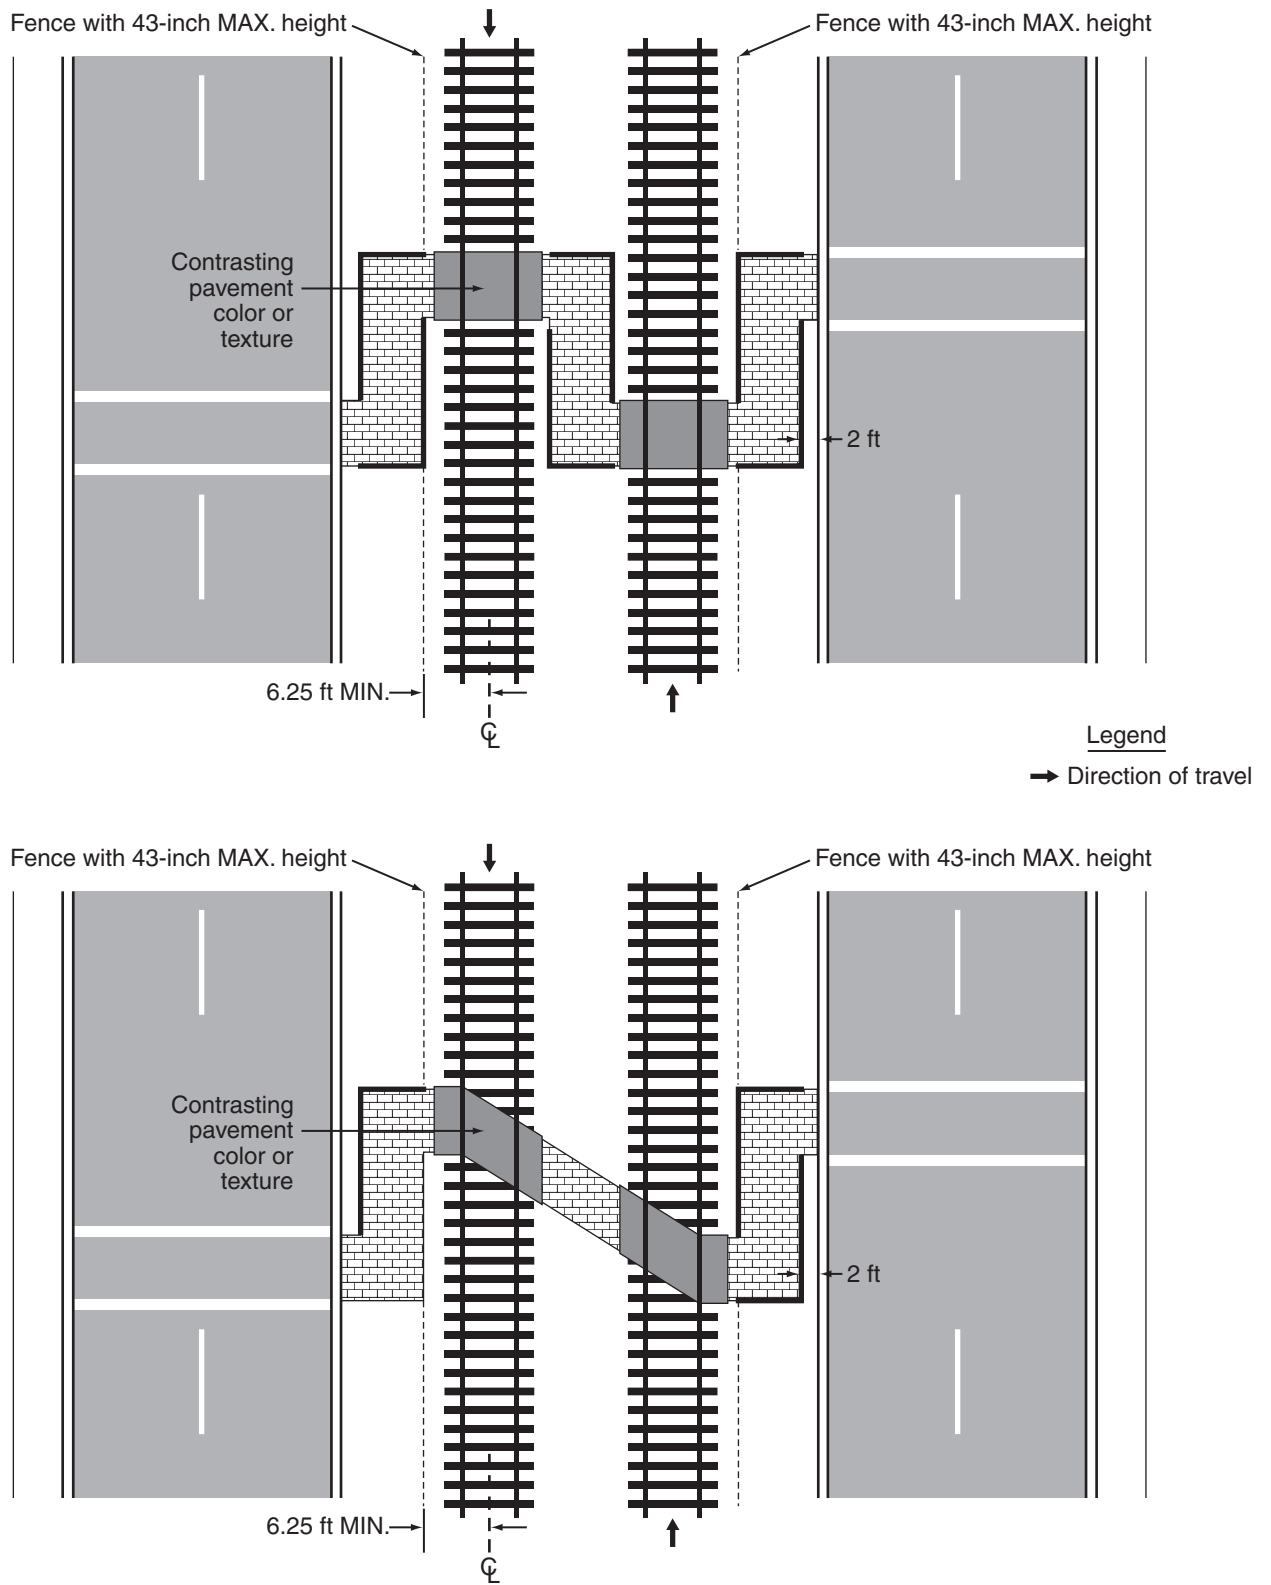 Fence with 43-inch MAX. height
Fence with 43-inch MAX. height
Contrasting
pavement
color or
texture
2 ft
6.25 ft MIN.
℄
Legend
Direction of travel
Fence with 43-inch MAX. height
Fence with 43-inch MAX. height
Contrasting
pavement
color or
texture
2 ft
6.25 ft MIN.
℄